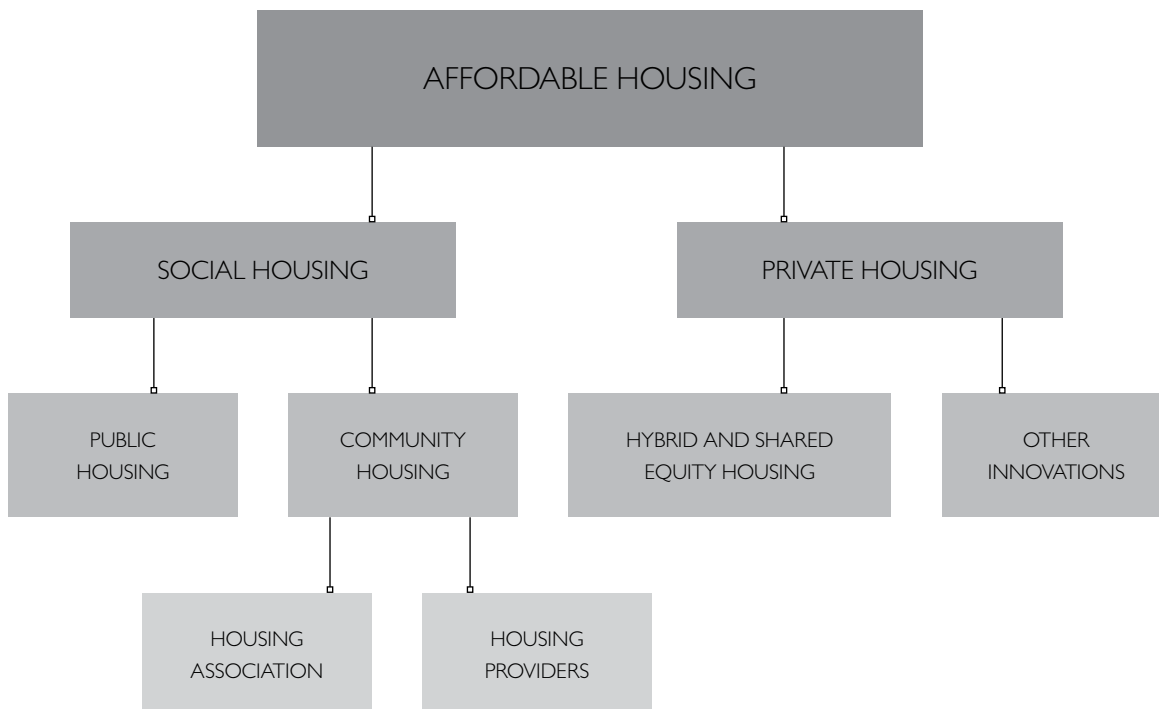 AFFORDABLE HOUSING
SOCIAL HOUSING
PRIVATE HOUSING
PUBLIC
HOUSING
COMMUNITY
HOUSING
HYBRID AND SHARED
EQUITY HOUSING
OTHER
INNOVATIONS
HOUSING
ASSOCIATION
HOUSING
PROVIDERS